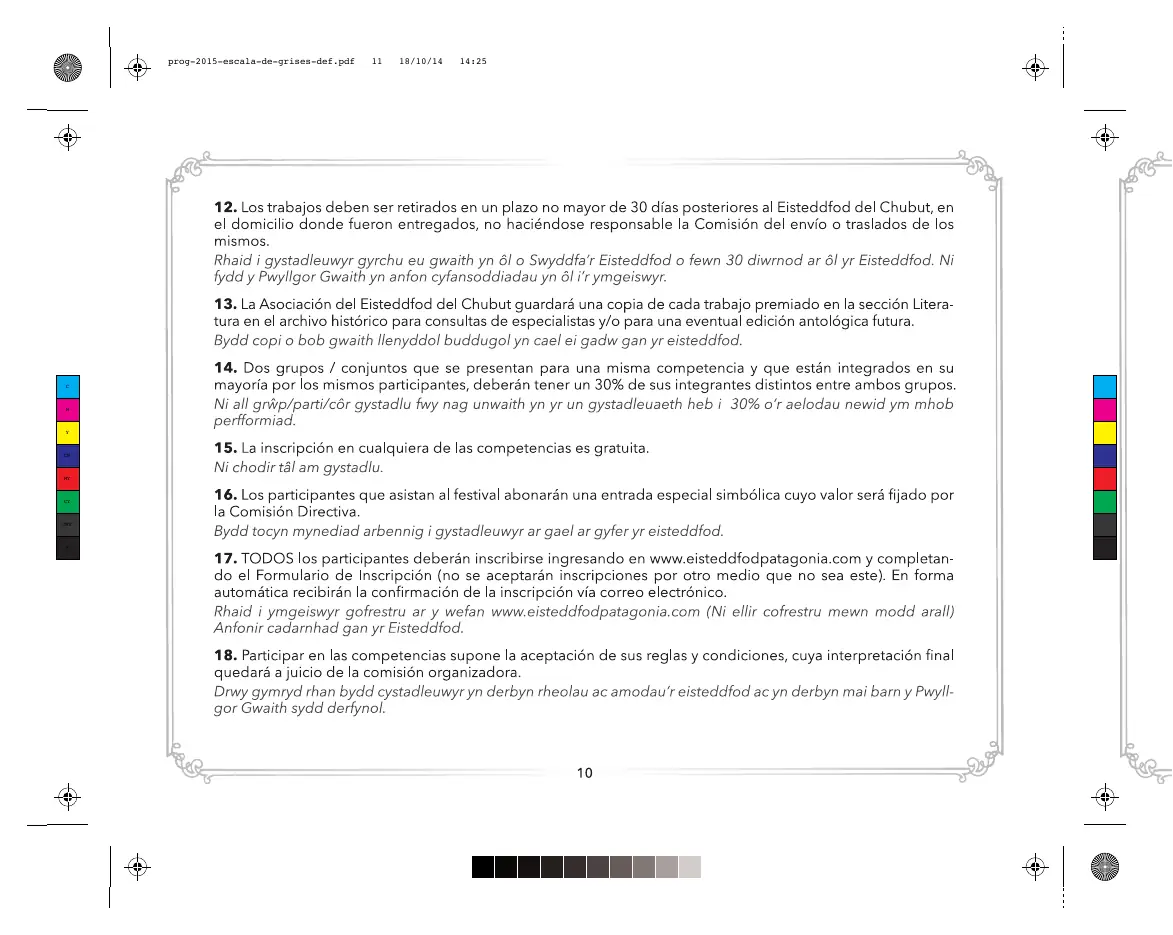 prog-2015-escala-de-grises-def.pdf 11 18/10/14 14:25
12. Los trabajos deben ser retirados en un plazo no mayor de 30 días posteriores al Eisteddfod del Chubut, en
el domicilio donde fueron entregados, no haciéndose responsable la Comisión del envío o traslados de los
mismos.
Rhaid i gystadleuwyr gyrchu eu gwaith yn ôl o Swyddfa’r Eisteddfod o fewn 30 diwrnod ar ôl yr Eisteddfod. Ni
fydd y Pwyllgor Gwaith yn anfon cyfansoddiadau yn ôl i’r ymgeiswyr.
13. La Asociación del Eisteddfod del Chubut guardará una copia de cada trabajo premiado en la sección Litera-
tura en el archivo histórico para consultas de especialistas y/o para una eventual edición antológica futura.
Bydd copi o bob gwaith llenyddol buddugol yn cael ei gadw gan yr eisteddfod.
14. Dos grupos / conjuntos que se presentan para una misma competencia y que están integrados en su
mayoría por los mismos participantes, deberán tener un 30% de sus integrantes distintos entre ambos grupos.
Ni all grŵp/parti/côr gystadlu fwy nag unwaith yn yr un gystadleuaeth heb i 30% o’r aelodau newid ym mhob
perfformiad.
15. La inscripción en cualquiera de las competencias es gratuita.
Ni chodir tâl am gystadlu.
16. Los participantes que asistan al festival abonarán una entrada especial simbólica cuyo valor será fijado por
la Comisión Directiva.
Bydd tocyn mynediad arbennig i gystadleuwyr ar gael ar gyfer yr eisteddfod.
17. TODOS los participantes deberán inscribirse ingresando en www.eisteddfodpatagonia.com y completan-
do el Formulario de Inscripción (no se aceptarán inscripciones por otro medio que no sea este). En forma
automática recibirán la confirmación de la inscripción vía correo electrónico.
Rhaid i ymgeiswyr gofrestru ar y wefan www.eisteddfodpatagonia.com (Ni ellir cofrestru mewn modd arall)
Anfonir cadarnhad gan yr Eisteddfod.
18. Participar en las competencias supone la aceptación de sus reglas y condiciones, cuya interpretación final
quedará a juicio de la comisión organizadora.
Drwy gymryd rhan bydd cystadleuwyr yn derbyn rheolau ac amodau’r eisteddfod ac yn derbyn mai barn y Pwyll-
gor Gwaith sydd derfynol.
10